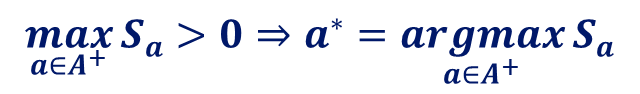 max S_a > 0 ⇒ a* = argmax S_a
a∈A⁺ a∈A⁺